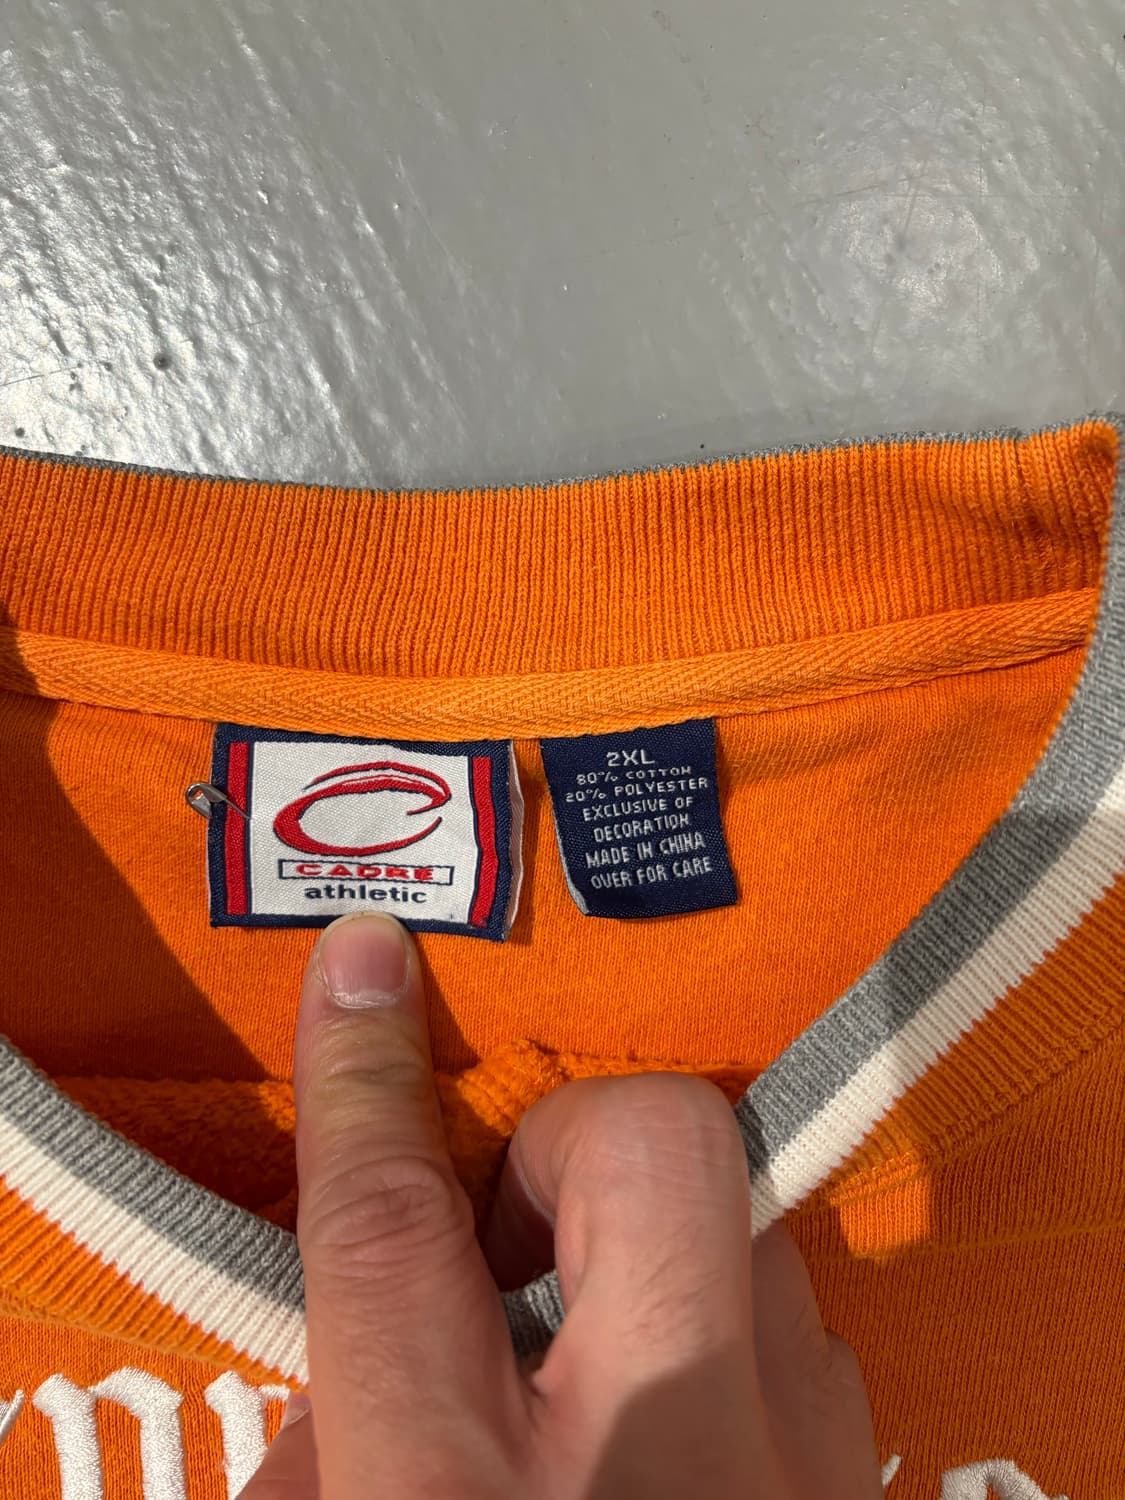 CADRE
athletic
2XL
80% COTTON
20% POLYESTER
EXCLUSIVE OF
DECORATION
MADE IN CHINA
OVER FOR CARE